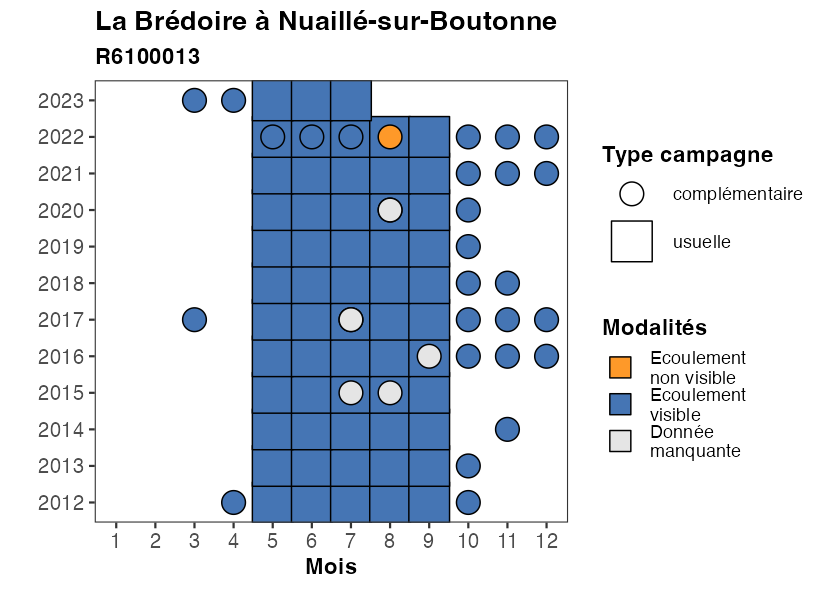 La Brédoire à Nuaillé-sur-Boutonne
R6100013
2023
2022
2021
2020
2019
2018
2017
2016
2015
2014
2013
2012
1 2 3 4 5 6 7 8 9 10 11 12
Mois
Type campagne
complémentaire
usuelle
Modalités
Ecoulement
non visible
Ecoulement
visible
Donnée
manquante